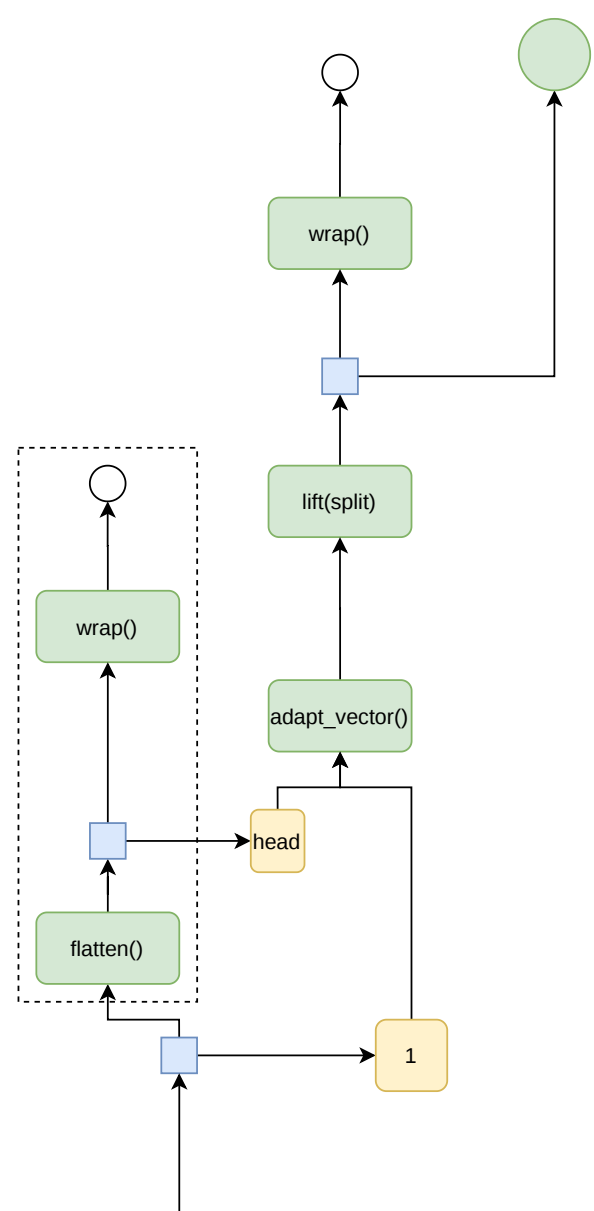 wrap()
lift(split)
wrap()
adapt_vector()
head
flatten()
1